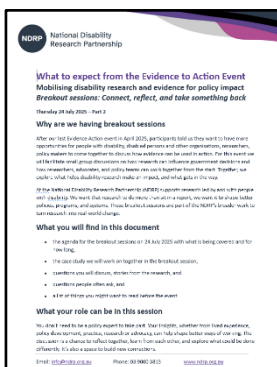 NDRP
National Disability
Research Partnership
What to expect from the Evidence to Action Event
Mobilising disability research and evidence for policy impact
Breakout sessions: Connect, reflect, and take something back
Thursday 24 July 2025 – Part 2
Why are we having breakout sessions
After our last Evidence to Action event in April 2025, participants told us they want to have more
opportunities for people with disability, disabled persons and other organisations, researchers,
policy makers to come together to discuss how evidence can be used in action. For this event we
will facilitate small group discussions on how research can influence government decisions and
how researchers, advocates, and policy teams can work together from the start. Together, we
explore what helps disability research make an impact, and what gets in the way.
At the National Disability Research Partnership (NDRP) supports research led by and with people
with disability. We want that research to do more than sit in a report, we want it to shape better
policies, programs, and systems. These breakout sessions are part of the NDRP's broader work to
turn research into real-world change.
What you will find in this document
• the agenda for the breakout sessions on 24 July 2025 with what is being covered and for
how long,
• the case study we will work on together in the breakout session,
• questions you will discuss, stories from the research, and
• questions people often ask, and
• a list of things you might want to read before the event
What your role can be in this session
You don't need to be a policy expert to take part. Your insights, whether from lived experience,
policy development, practice, research or advocacy, can help shape better ways of working. The
discussion is a chance to reflect together, learn from each other, and explore what could be done
differently. It's also a space to build new connections.
Email: info@ndrp.org.au Phone: 03 9000 3815 www.ndrp.org.au